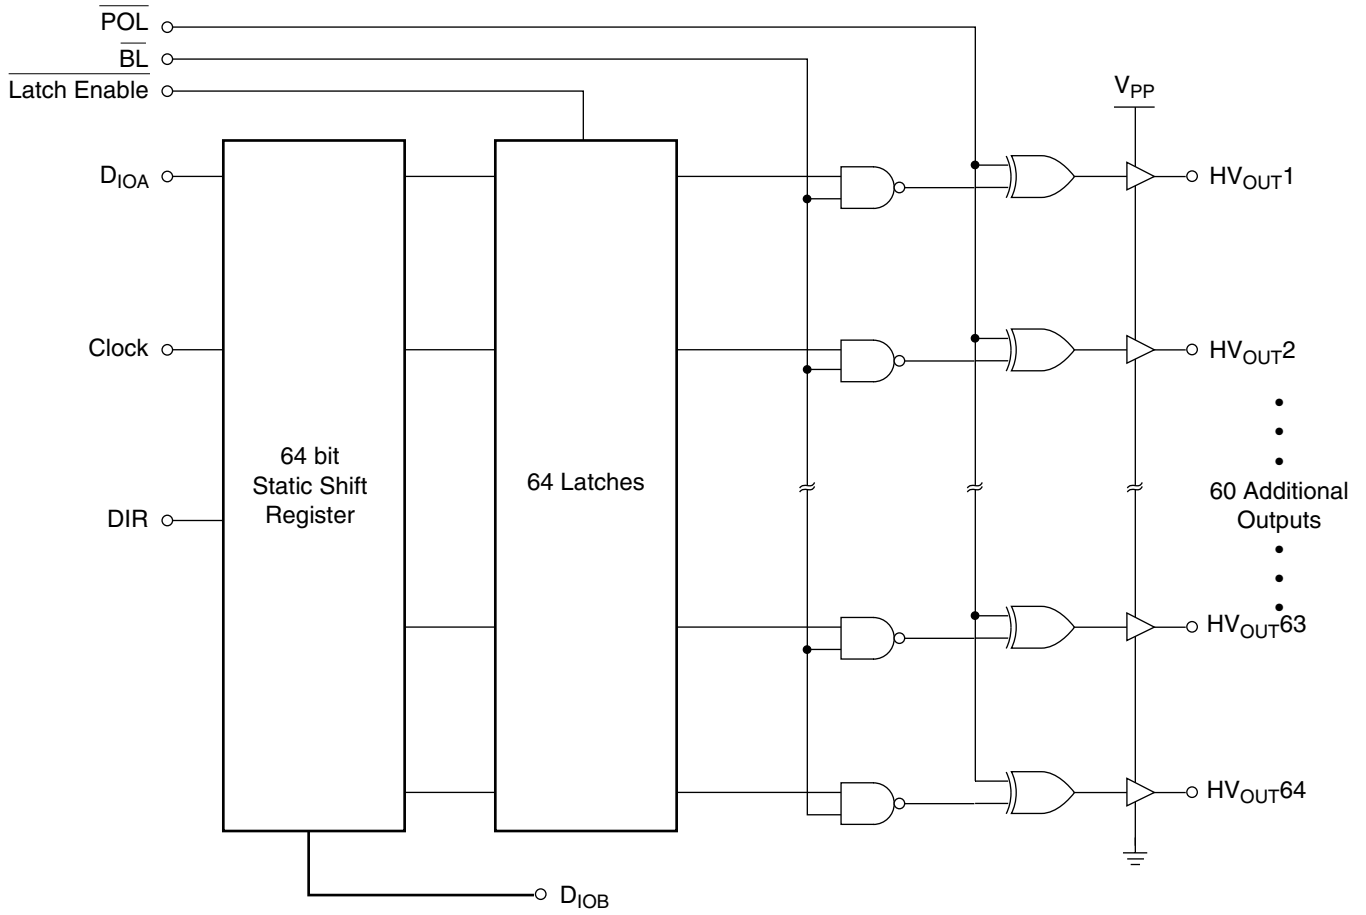 POL
BL
Latch Enable
VPP
DIOA
HVOUT1
Clock
HVOUT2
64 bit
Static Shift
Register
64 Latches
60 Additional
Outputs
DIR
HVOUT63
HVOUT64
DIOB